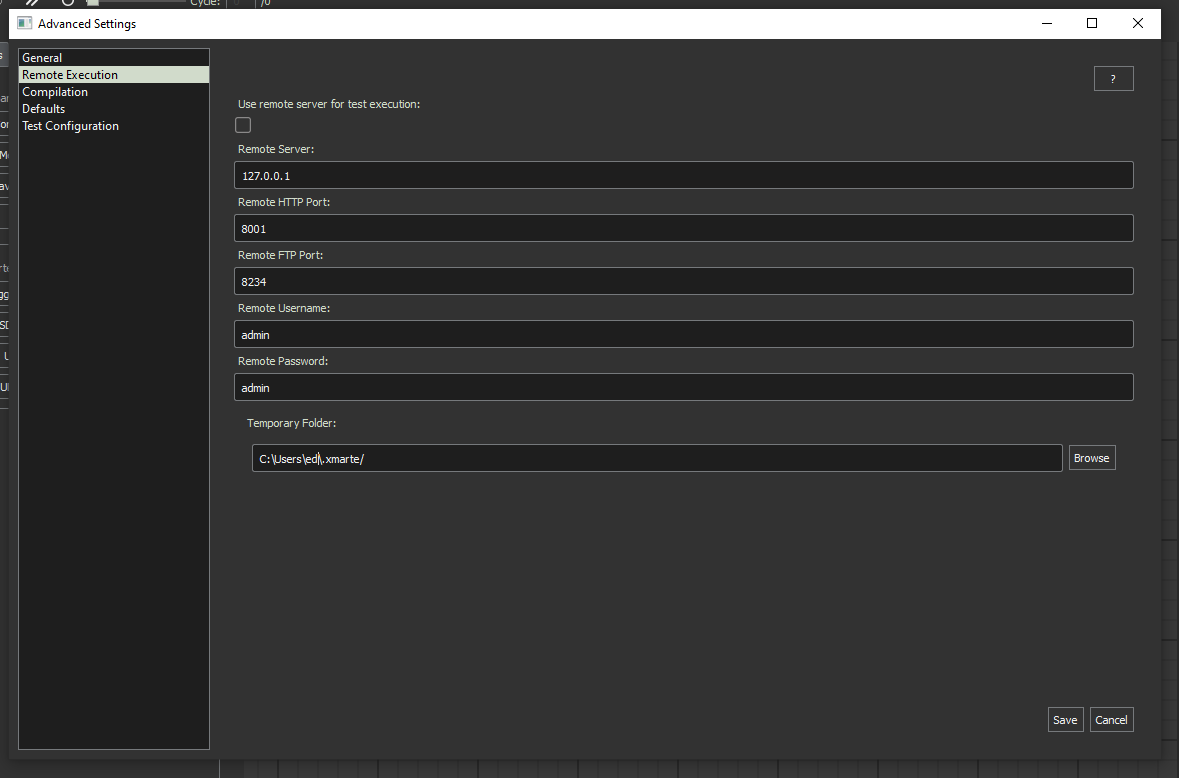 Cycle:
/0
Advanced Settings
General
Remote Execution
Compilation
Defaults
Test Configuration
?
Use remote server for test execution:
Remote Server:
127.0.0.1
Remote HTTP Port:
8001
Remote FTP Port:
8234
Remote Username:
admin
Remote Password:
admin
Temporary Folder:
C:\Users\ed\.xmarte/
Browse
Save
Cancel